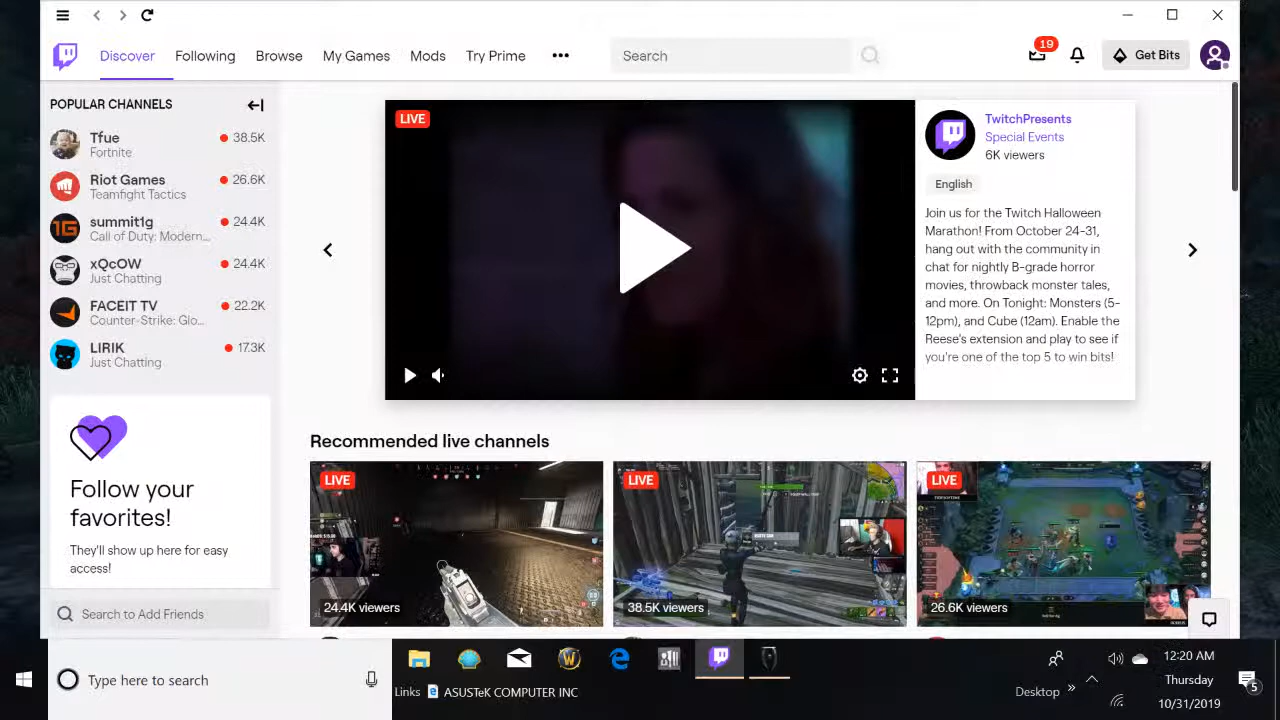 Discover
Following
Browse
My Games
Mods
Try Prime
Search
19
Get Bits
POPULAR CHANNELS
Tfue
38.5K
Fortnite
Riot Games
26.6K
Teamfight Tactics
summit1g
24.4K
Call of Duty: Modern...
xQcOW
24.4K
Just Chatting
FACEIT TV
22.2K
Counter-Strike: Glo...
LIRIK
17.3K
Just Chatting
Follow your
favorites!
They'll show up here for easy
access!
Search to Add Friends
LIVE
TwitchPresents
Special Events
6K viewers
English
Join us for the Twitch Halloween
Marathon! From October 24-31,
hang out with the community in
chat for nightly B-grade horror
movies, throwback monster tales,
and more. On Tonight: Monsters (5-
12pm), and Cube (12am). Enable the
Reese's extension and play to see if
you're one of the top 5 to win bits!
Recommended live channels
LIVE
24.4K viewers
LIVE
38.5K viewers
LIVE
26.6K viewers
Type here to search
Links
ASUSTeK COMPUTER INC
Desktop
12:20 AM
Thursday
10/31/2019
5